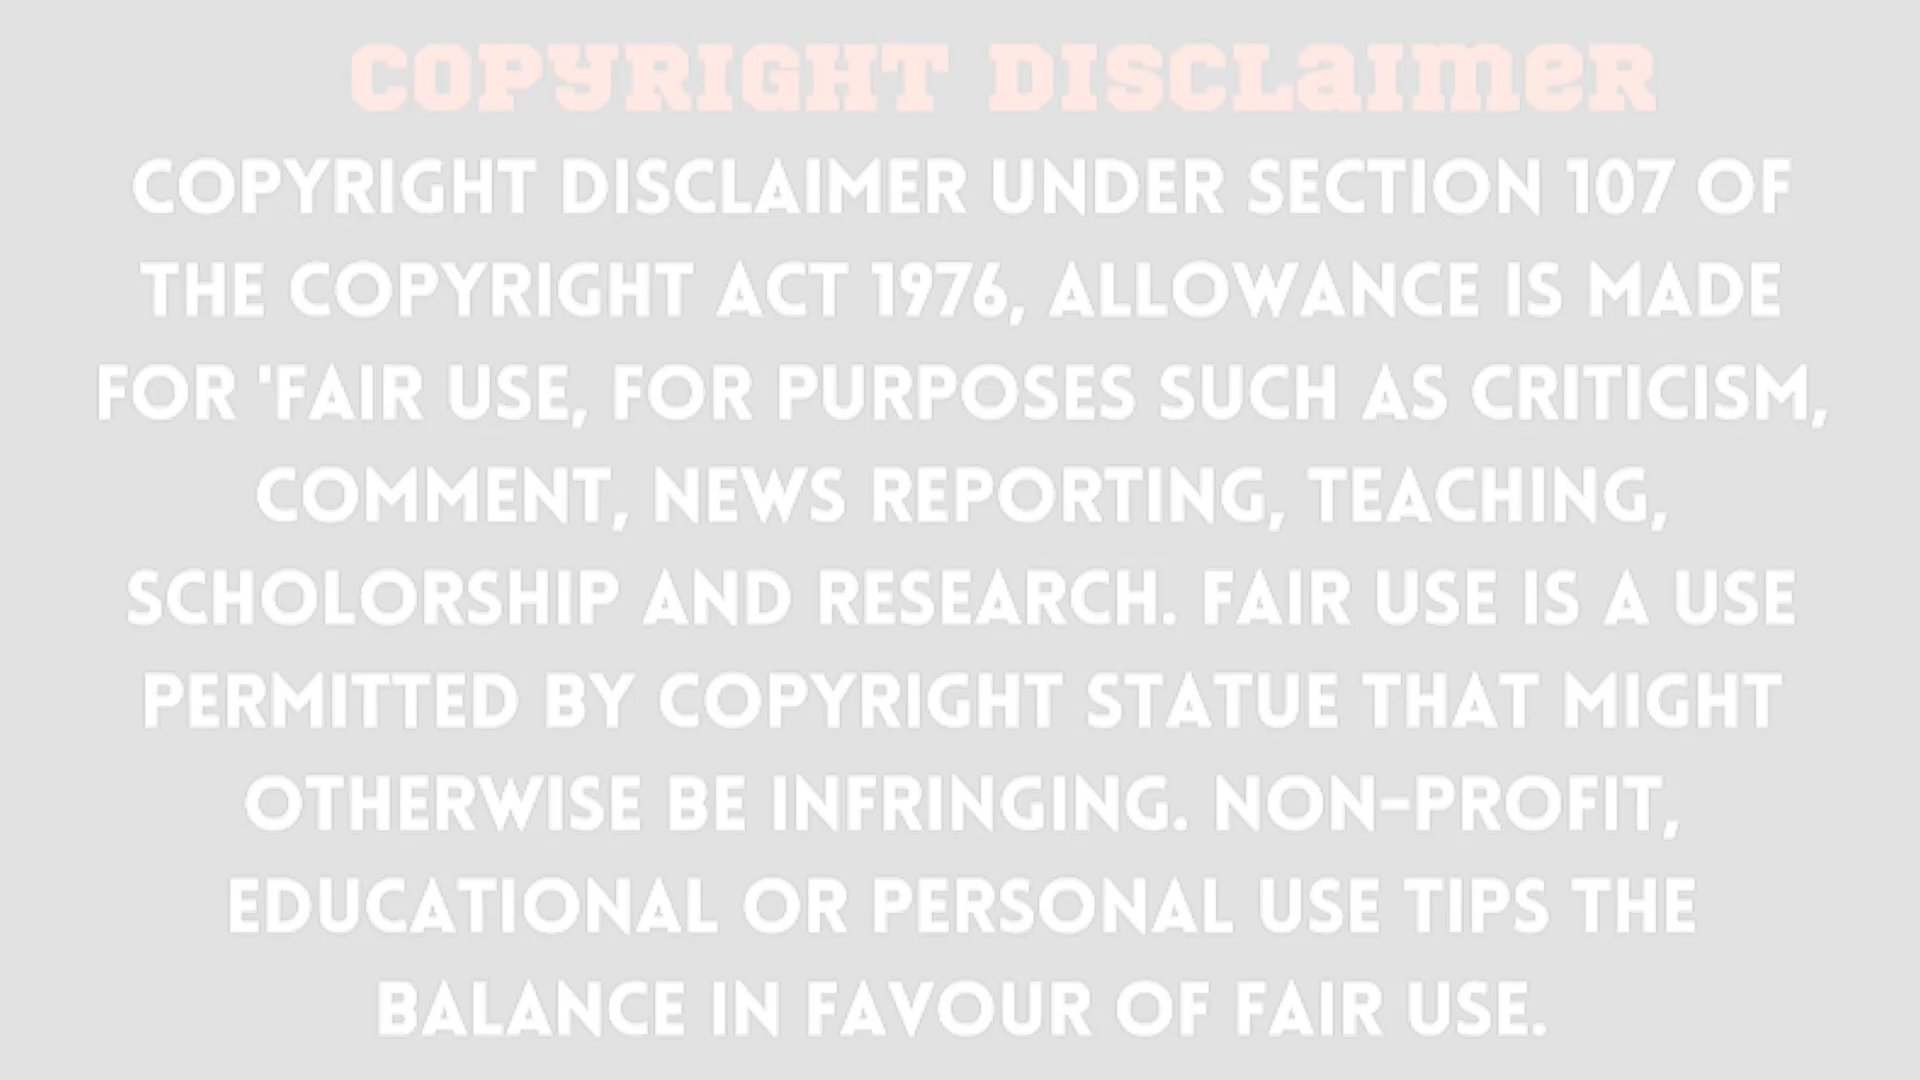 COPYRIGHT DISCLAIMER
COPYRIGHT DISCLAIMER UNDER SECTION 107 OF
THE COPYRIGHT ACT 1976, ALLOWANCE IS MADE
FOR 'FAIR USE, FOR PURPOSES SUCH AS CRITICISM,
COMMENT, NEWS REPORTING, TEACHING,
SCHOLORSHIP AND RESEARCH. FAIR USE IS A USE
PERMITTED BY COPYRIGHT STATUE THAT MIGHT
OTHERWISE BE INFRINGING. NON-PROFIT,
EDUCATIONAL OR PERSONAL USE TIPS THE
BALANCE IN FAVOUR OF FAIR USE.